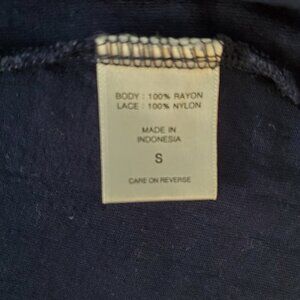 BODY : 100% RAYON
LACE : 100% NYLON
MADE IN
INDONESIA
S
CARE ON REVERSE